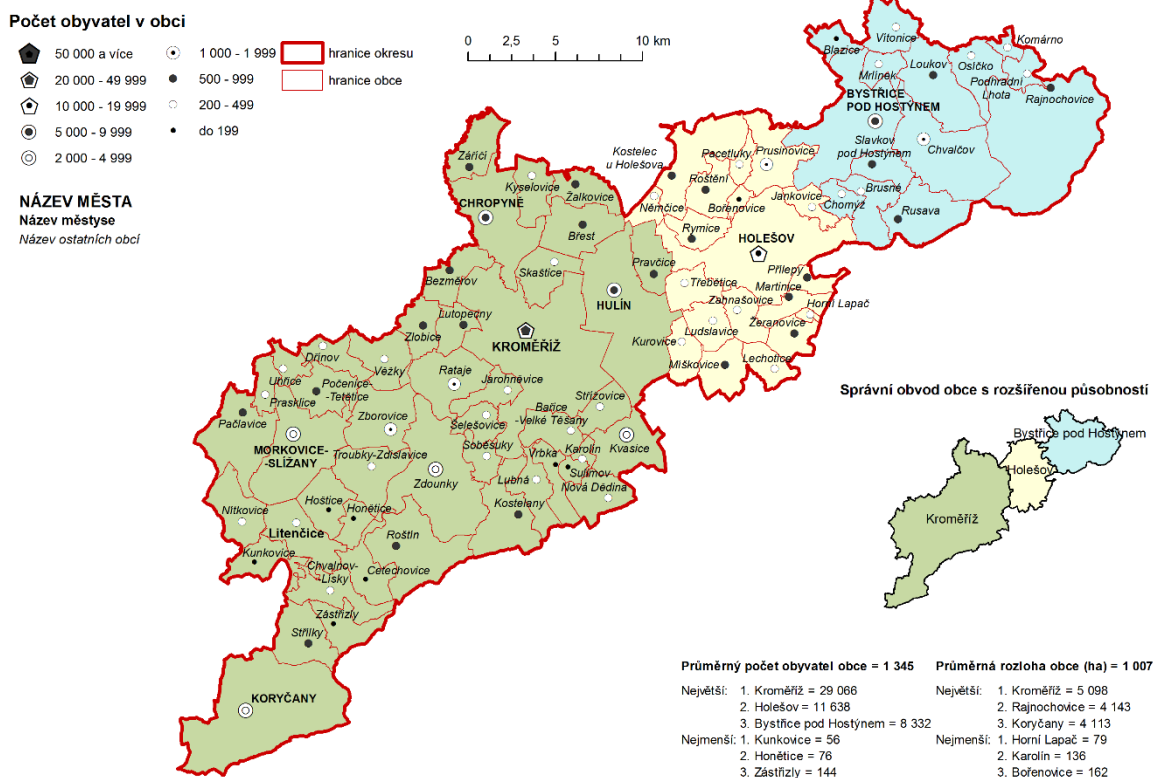 Počet obyvatel v obci
50 000 a více
20 000 - 49 999
10 000 - 19 999
5 000 - 9 999
2 000 - 4 999
1 000 - 1 999
500 - 999
200 - 499
do 199
hranice okresu
hranice obce
0 2,5 5 10 km
NÁZEV MĚSTA
Název městyse
Název ostatních obcí
Vítonice
Blazice
Komárno
Osíčko
Loukov
Mrlínek
Podhradní
Lhota
Rajnochovice
BYSTŘICE
POD HOSTÝNEM
Slavkov
pod Hostýnem
Chvalčov
Brusné
Chomýž
Rusava
Kostelec
u Holešova
Pacetluky
Prusinovice
Roštění
Bořenovice
Jankovice
Němčice
Rymice
HOLEŠOV
Přílepy
Martinice
Třebětice
Zahnašovice
Horní Lapač
Ludslavice
Žeranovice
Kurovice
Míškovice
Lechotice
Záříčí
Kyselovice
Žalkovice
CHROPYNĚ
Břest
Skaštice
Pravčice
Bezměrov
HULÍN
Lutopecny
Zlobice
KROMĚŘÍŽ
Dřínov
Věžky
Uhřice
Počenice-
-Tetětice
Prasklice
Rataje
Jarohněvice
Pačlavice
Zborovice
Šelešovice
Bařice
-Velké Těšany
Střížovice
MORKOVICE-
-SLÍŽANY
Troubky-Zdislavice
Soběsuky
Vrbka
Karolín
Kvasice
Zdounky
Sulimov
Lubná
Nová Dědina
Hoštice
Honětice
Kostelany
Nítkovice
Litenčice
Roštín
Kunkovice
Chvalnov-
-Lísky
Cetechovice
Zástřizly
Střílky
KORYČANY
Správní obvod obce s rozšířenou působností
Bystřice pod Hostýnem
Holešov
Kroměříž
Průměrný počet obyvatel obce = 1 345
Největší: 1. Kroměříž = 29 066
2. Holešov = 11 638
3. Bystřice pod Hostýnem = 8 332
Nejmenší: 1. Kunkovice = 56
2. Honětice = 76
3. Zástřizly = 144
Průměrná rozloha obce (ha) = 1 007
Největší: 1. Kroměříž = 5 098
2. Rajnochovice = 4 143
3. Koryčany = 4 113
Nejmenší: 1. Horní Lapač = 79
2. Karolín = 136
3. Bořenovice = 162